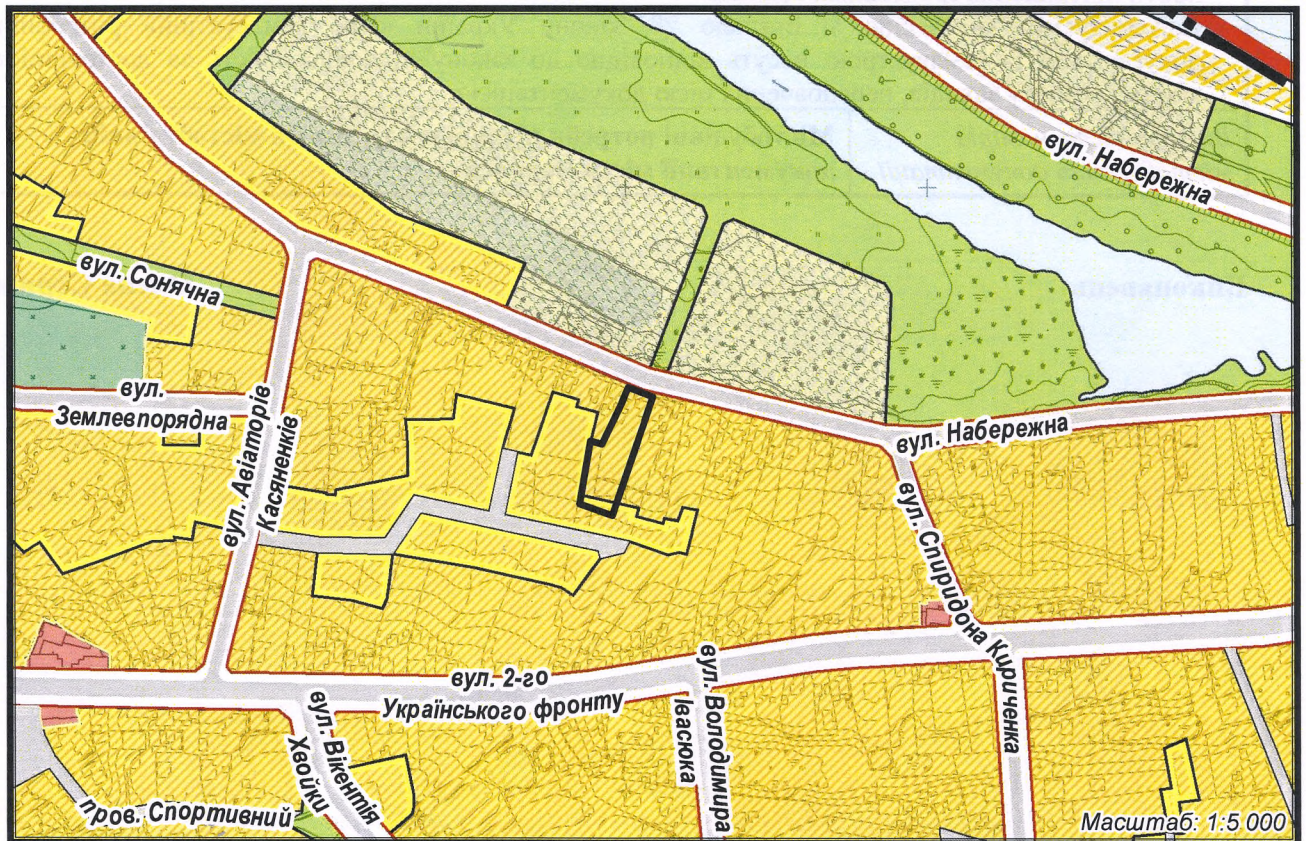 вул. Набережна
вул. Сонячна
вул.
Землевпорядна
вул. Авіаторів
Касяненків
вул. Набережна
вул. Спиридона Кириченка
вул. 2-го
Українського фронту
вул. Володимира
Івасюка
вул. Вікентія
Хвойки
пров. Спортивний
Масштаб: 1:5 000